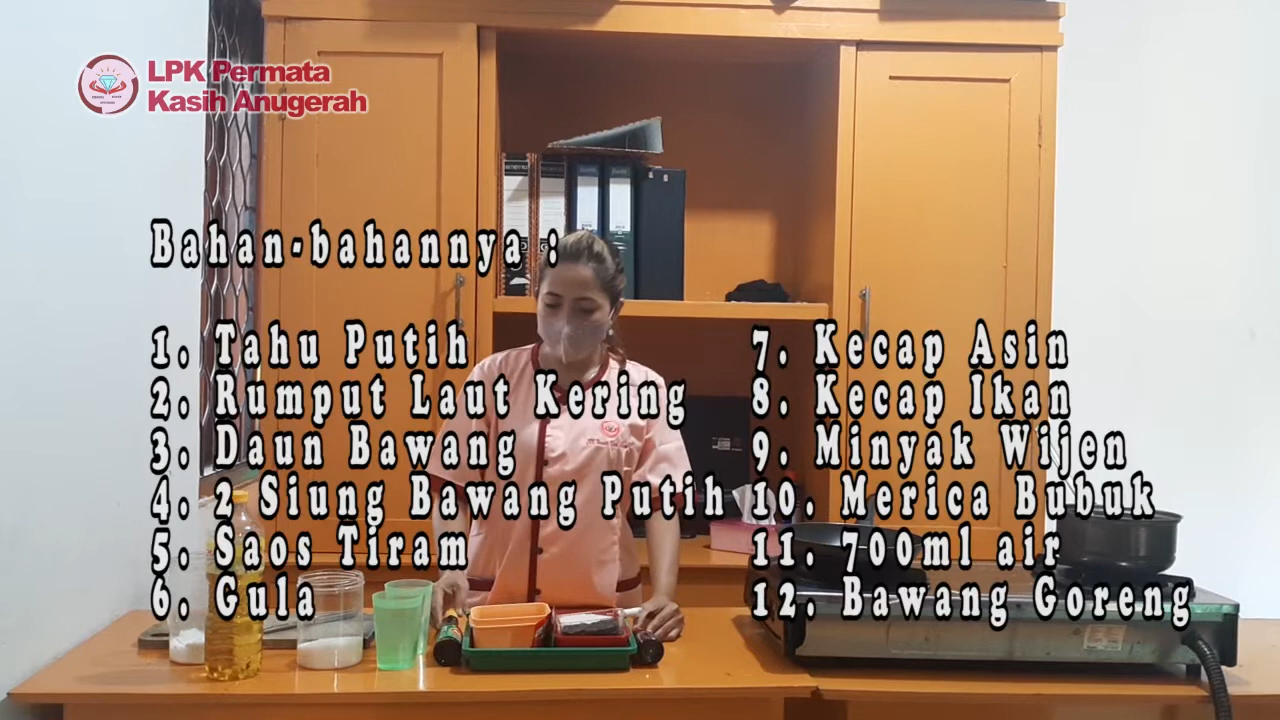 LPK Permata
Kasih Anugerah
Bahan-bahannya :
1. Tahu Putih
2. Rumput Laut Kering
3. Daun Bawang
4. 2 Siung Bawang Putih
5. Saos Tiram
6. Gula
7. Kecap Asin
8. Kecap Ikan
9. Minyak Wijen
10. Merica Bubuk
11. 700ml air
12. Bawang Goreng